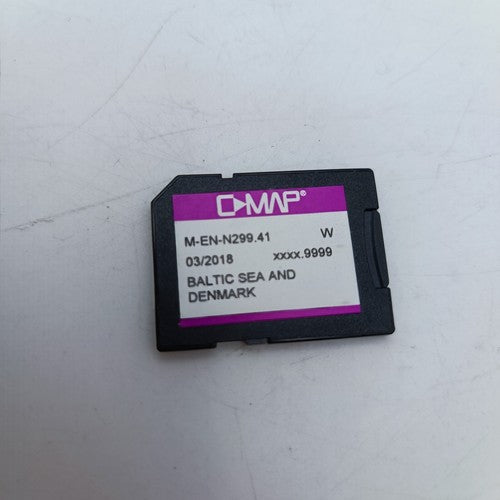 C-MAP®
M-EN-N299.41 W
03/2018 xxxx.9999
BALTIC SEA AND
DENMARK